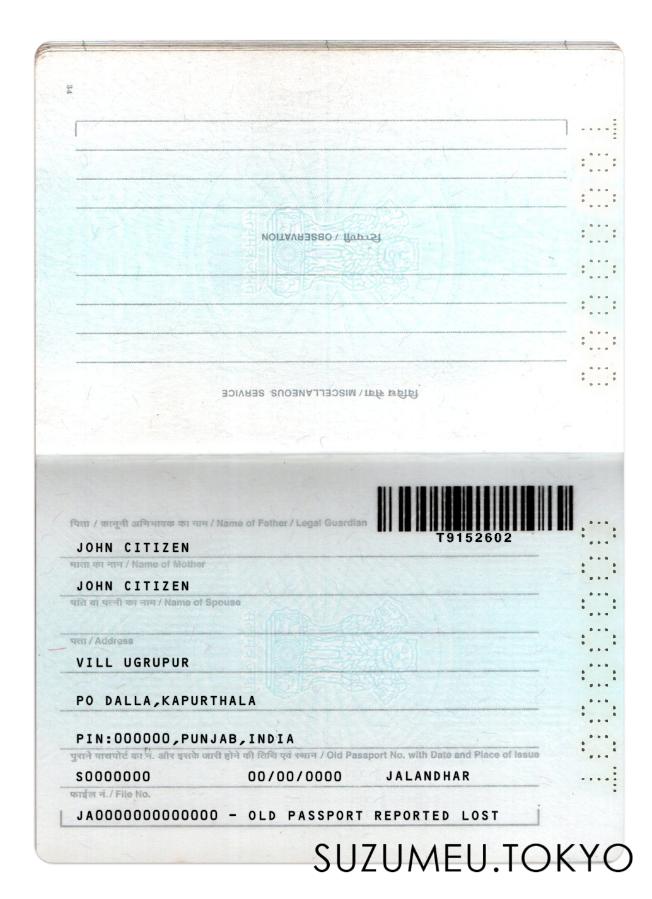 34
टिप्पणी / OBSERVATION
विविध सेवा / MISCELLANEOUS SERVICE
पिता / कानूनी अभिभावक का नाम / Name of Father / Legal Guardian
T9152602
JOHN CITIZEN
माता का नाम / Name of Mother
JOHN CITIZEN
पति या पत्नी का नाम / Name of Spouse
पता / Address
VILL UGRUPUR
PO DALLA,KAPURTHALA
PIN:000000,PUNJAB,INDIA
पुराने पासपोर्ट का नं. और इसके जारी होने की तिथि एवं स्थान / Old Passport No. with Date and Place of Issue
S0000000 00/00/0000 JALANDHAR
फाईल नं. / File No.
JA0000000000000 - OLD PASSPORT REPORTED LOST
SUZUMEU.TOKYO